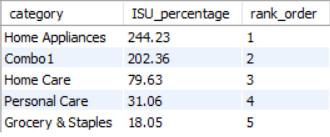 category ISU_percentage rank_order
Home Appliances 244.23 1
Combo1 202.36 2
Home Care 79.63 3
Personal Care 31.06 4
Grocery & Staples 18.05 5